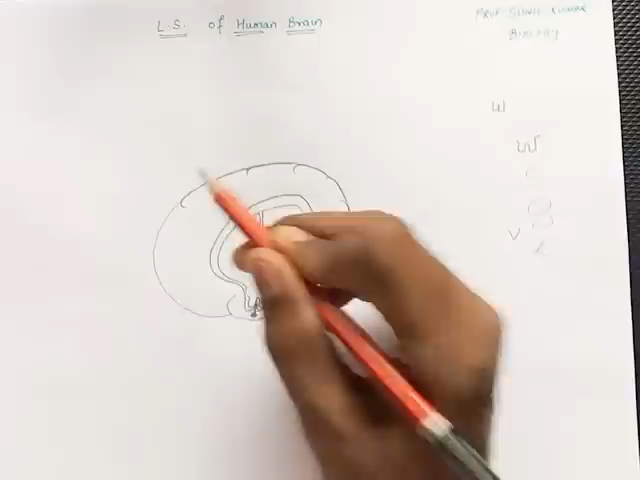 L.S. of Human Brain
PROF SUNIL KUMAR
BIOLOGY
W
W
V